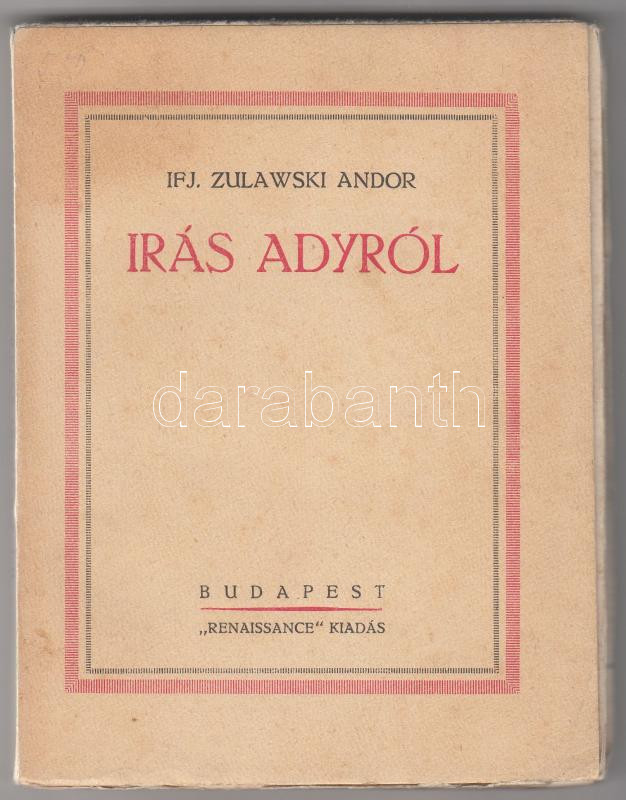 IFJ. ZULAWSKI ANDOR
IRÁS ADYRÓL
darabanth
BUDAPEST
„RENAISSANCE“ KIADÁS